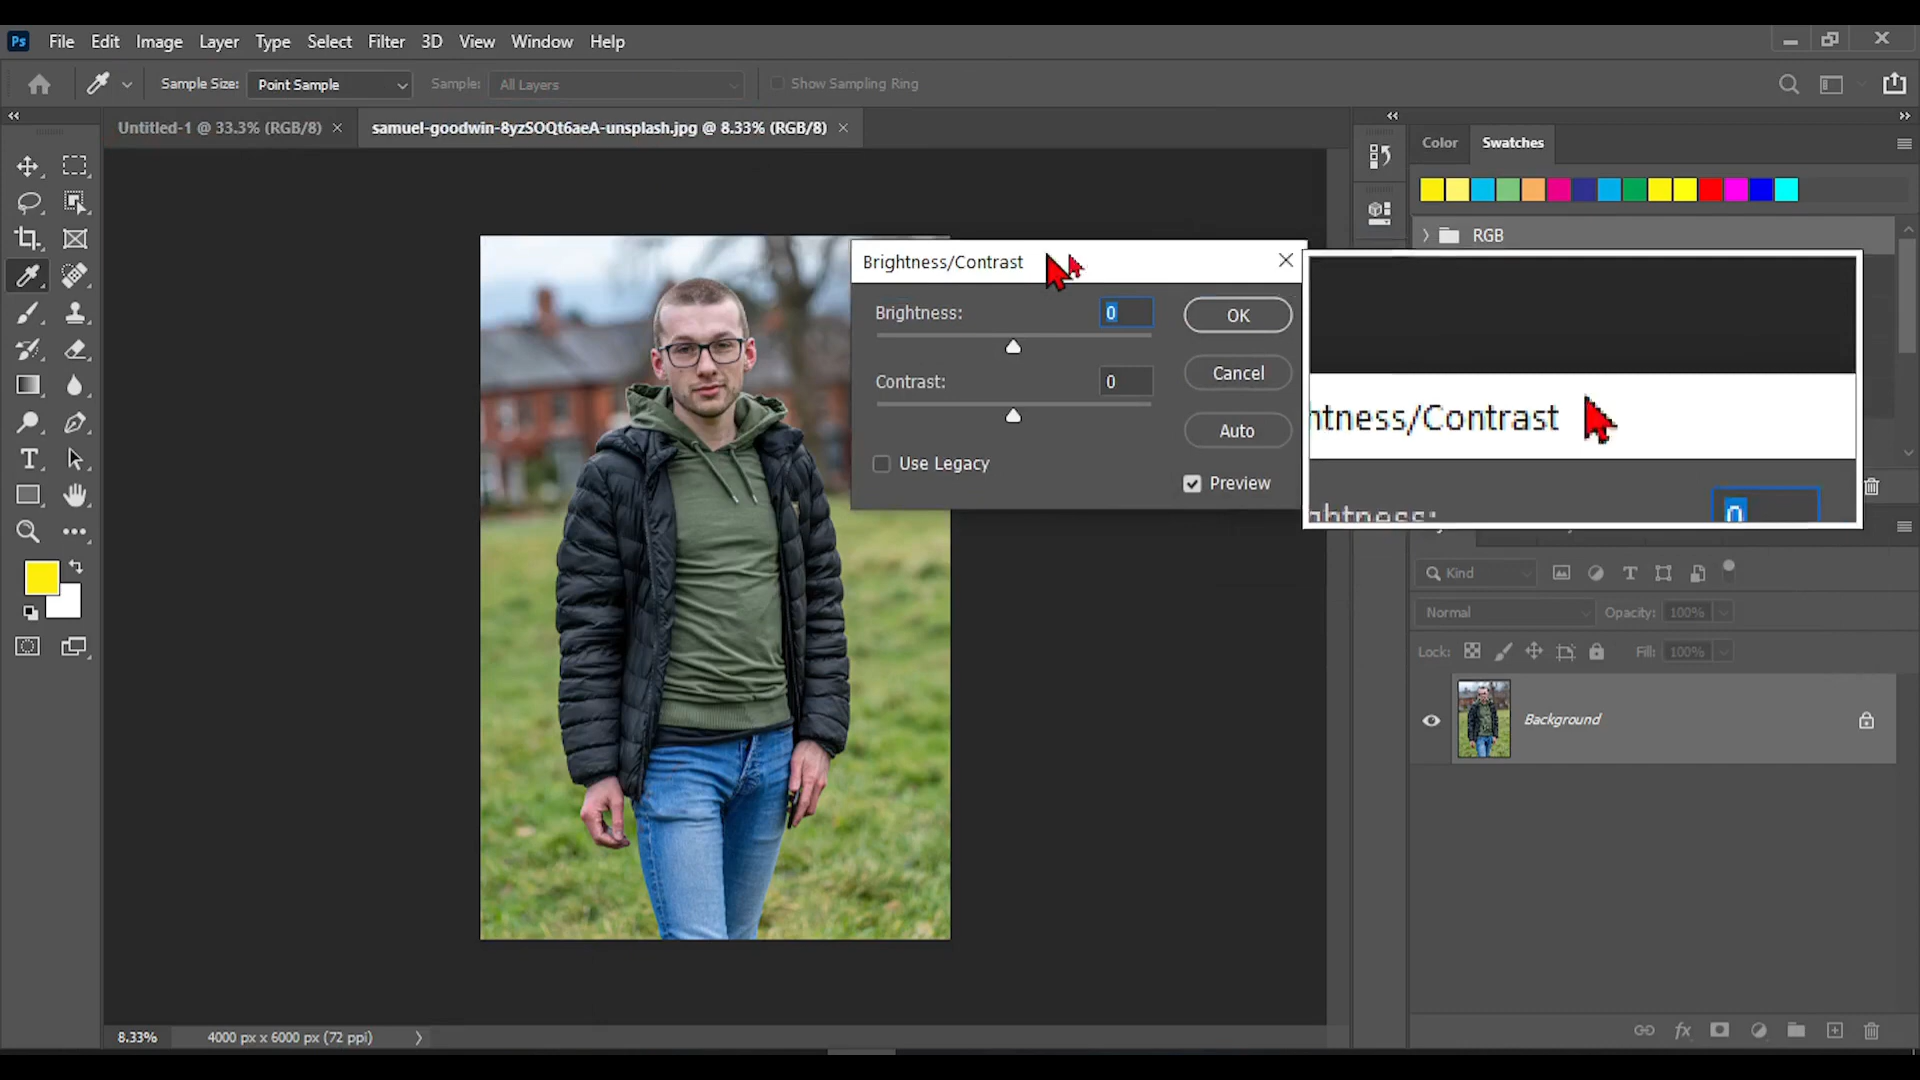 Ps File Edit Image Layer Type Select Filter 3D View Window Help
Sample Size: Point Sample Sample: All Layers Show Sampling Ring
Untitled-1 @ 33.3% (RGB/8) samuel-goodwin-8yzSOQt6aeA-unsplash.jpg @ 8.33% (RGB/8)
Color Swatches
RGB
Brightness/Contrast
Brightness: 0
OK
Contrast: 0
Cancel
Auto
Use Legacy
Preview
htness/Contrast
ghtness: 0
Kind
Normal Opacity: 100%
Lock: Fill: 100%
Background
8.33% 4000 px x 6000 px (72 ppi)
fx